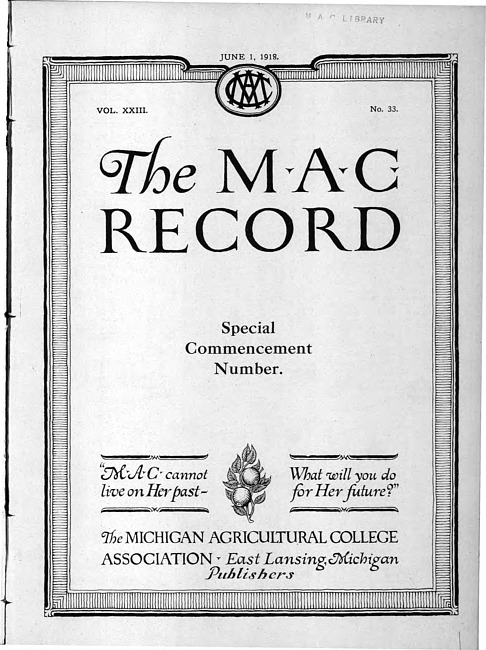 M A C LIBRARY
JUNE 1, 1918.
MAC
VOL. XXIII.
No. 33.
The M·A·C
RECORD
Special
Commencement
Number.
"M·A·C· cannot
live on Her past—
What will you do
for Her future?"
The MICHIGAN AGRICULTURAL COLLEGE
ASSOCIATION · East Lansing, Michigan
Publishers